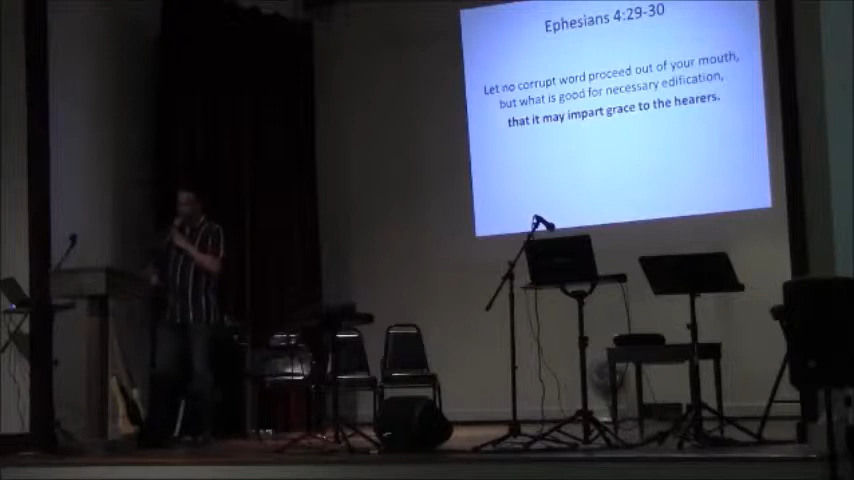 Ephesians 4:29-30
Let no corrupt word proceed out of your mouth,
but what is good for necessary edification,
that it may impart grace to the hearers.